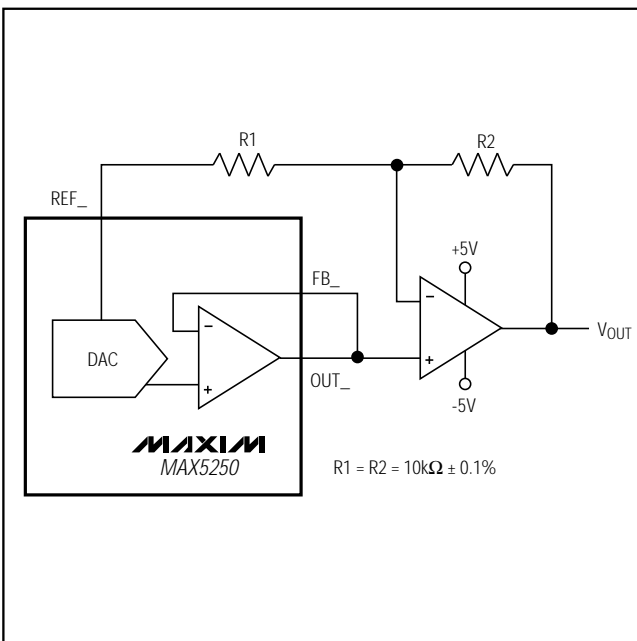 R1
R2
REF_
+5V
FB_
−
−
VOUT
DAC
+
+
OUT_
-5V
MAXIM
MAX5250
R1 = R2 = 10kΩ ± 0.1%